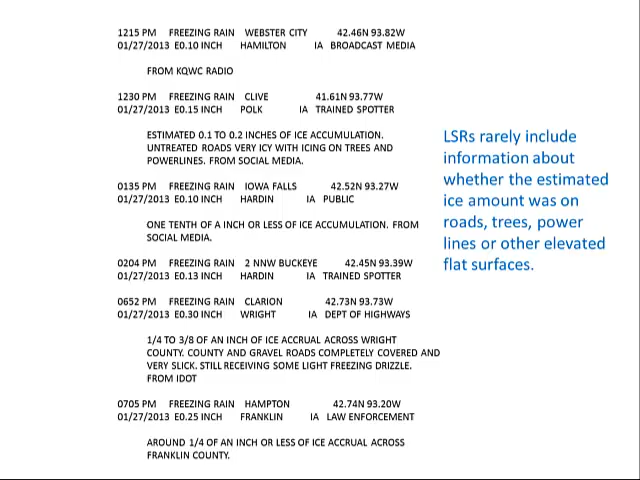 1215 PM FREEZING RAIN WEBSTER CITY 42.46N 93.82W
01/27/2013 E0.10 INCH HAMILTON IA BROADCAST MEDIA
FROM KQWC RADIO
1230 PM FREEZING RAIN CLIVE 41.61N 93.77W
01/27/2013 E0.15 INCH POLK IA TRAINED SPOTTER
ESTIMATED 0.1 TO 0.2 INCHES OF ICE ACCUMULATION.
UNTREATED ROADS VERY ICY WITH ICING ON TREES AND
POWERLINES. FROM SOCIAL MEDIA.
0135 PM FREEZING RAIN IOWA FALLS 42.52N 93.27W
01/27/2013 E0.10 INCH HARDIN IA PUBLIC
ONE TENTH OF A INCH OR LESS OF ICE ACCUMULATION. FROM
SOCIAL MEDIA.
0204 PM FREEZING RAIN 2 NNW BUCKEYE 42.45N 93.39W
01/27/2013 E0.13 INCH HARDIN IA TRAINED SPOTTER
0652 PM FREEZING RAIN CLARION 42.73N 93.73W
01/27/2013 E0.30 INCH WRIGHT IA DEPT OF HIGHWAYS
1/4 TO 3/8 OF AN INCH OF ICE ACCRUAL ACROSS WRIGHT
COUNTY. COUNTY AND GRAVEL ROADS COMPLETELY COVERED AND
VERY SLICK. STILL RECEIVING SOME LIGHT FREEZING DRIZZLE.
FROM IDOT
0705 PM FREEZING RAIN HAMPTON 42.74N 93.20W
01/27/2013 E0.25 INCH FRANKLIN IA LAW ENFORCEMENT
AROUND 1/4 OF AN INCH OR LESS OF ICE ACCRUAL ACROSS
FRANKLIN COUNTY.
LSRs rarely include
information about
whether the estimated
ice amount was on
roads, trees, power
lines or other elevated
flat surfaces.